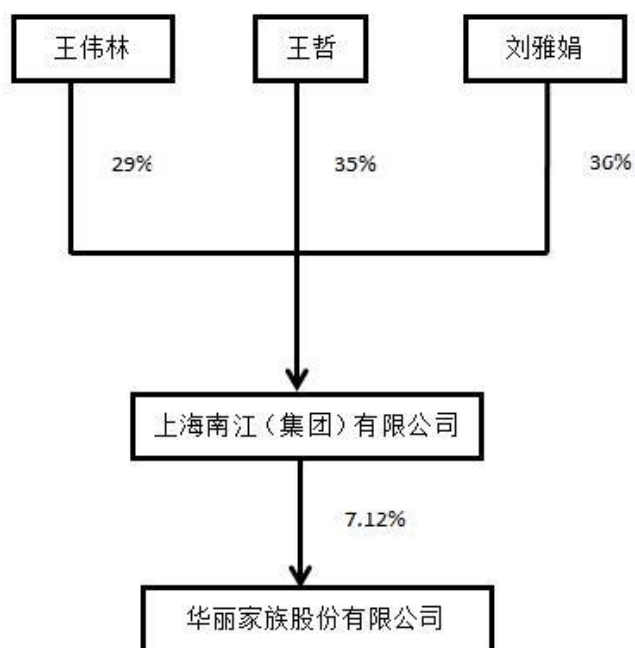 王伟林
王哲
刘雅娟
29%
35%
36%
上海南江(集团)有限公司
7.12%
华丽家族股份有限公司